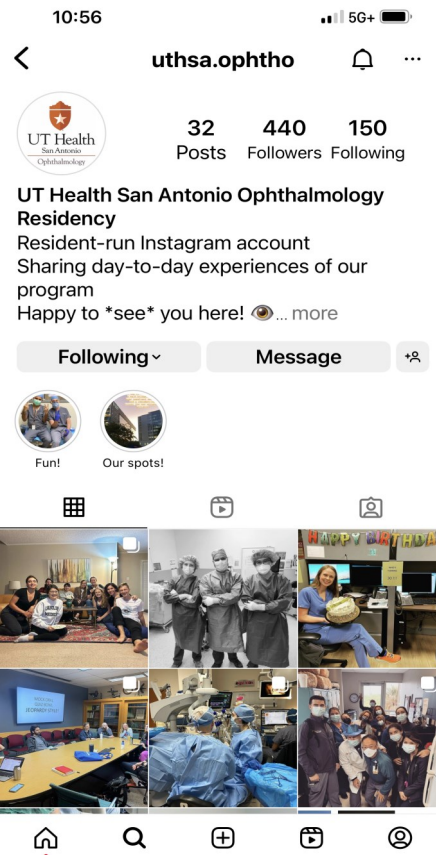 10:56
5G+
uthsa.ophtho
UT Health
San Antonio
Ophthalmology
32
440
150
Posts
Followers
Following
UT Health San Antonio Ophthalmology
Residency
Resident-run Instagram account
Sharing day-to-day experiences of our
program
Happy to *see* you here! 👁️... more
Following
Message
Fun!
Our spots!
HAPPY BIRTHDA